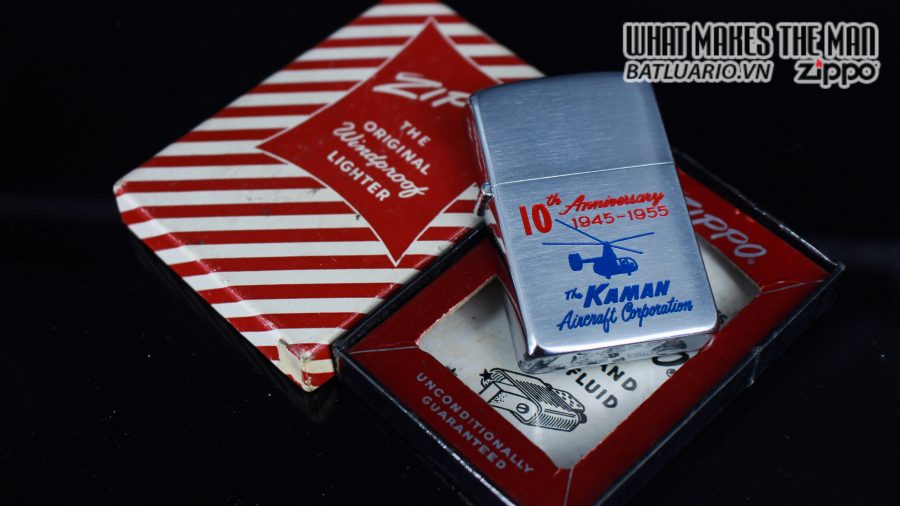 WHAT MAKES THE MAN
BATLUARIO.VN Zippo
THE
ORIGINAL
Windproof
LIGHTER
10th Anniversary
1945-1955
The KAMAN
Aircraft Corporation
ZIPPO.
AND
FLUID
UNCONDITIONALLY
GUARANTEED